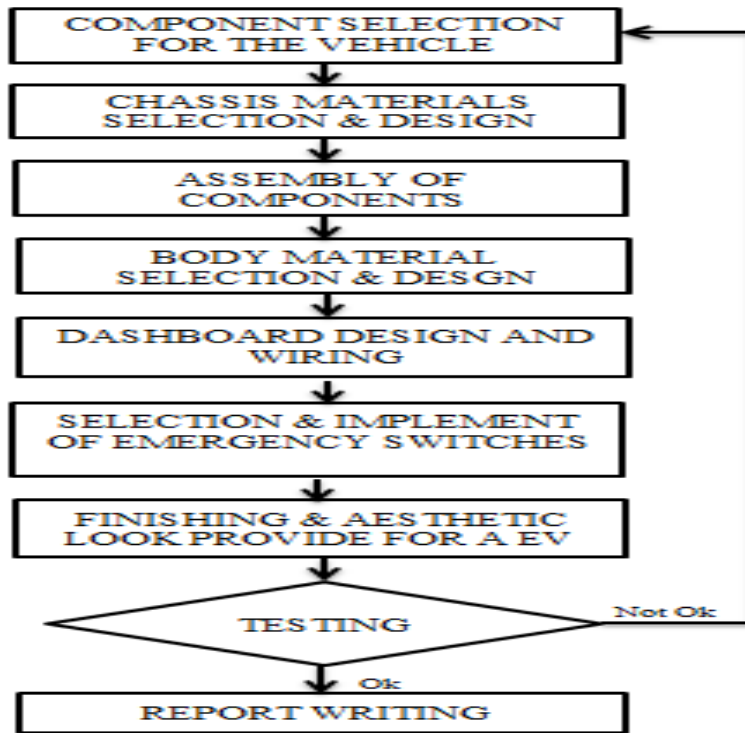 COMPONENT SELECTION
FOR THE VEHICLE
CHASSIS MATERIALS
SELECTION & DESIGN
ASSEMBLY OF
COMPONENTS
BODY MATERIAL
SELECTION & DESGN
DASHBOARD DESIGN AND
WIRING
SELECTION & IMPLEMENT
OF EMERGENCY SWITCHES
FINISHING & AESTHETIC
LOOK PROVIDE FOR A EV
TESTING
Not Ok
Ok
REPORT WRITING